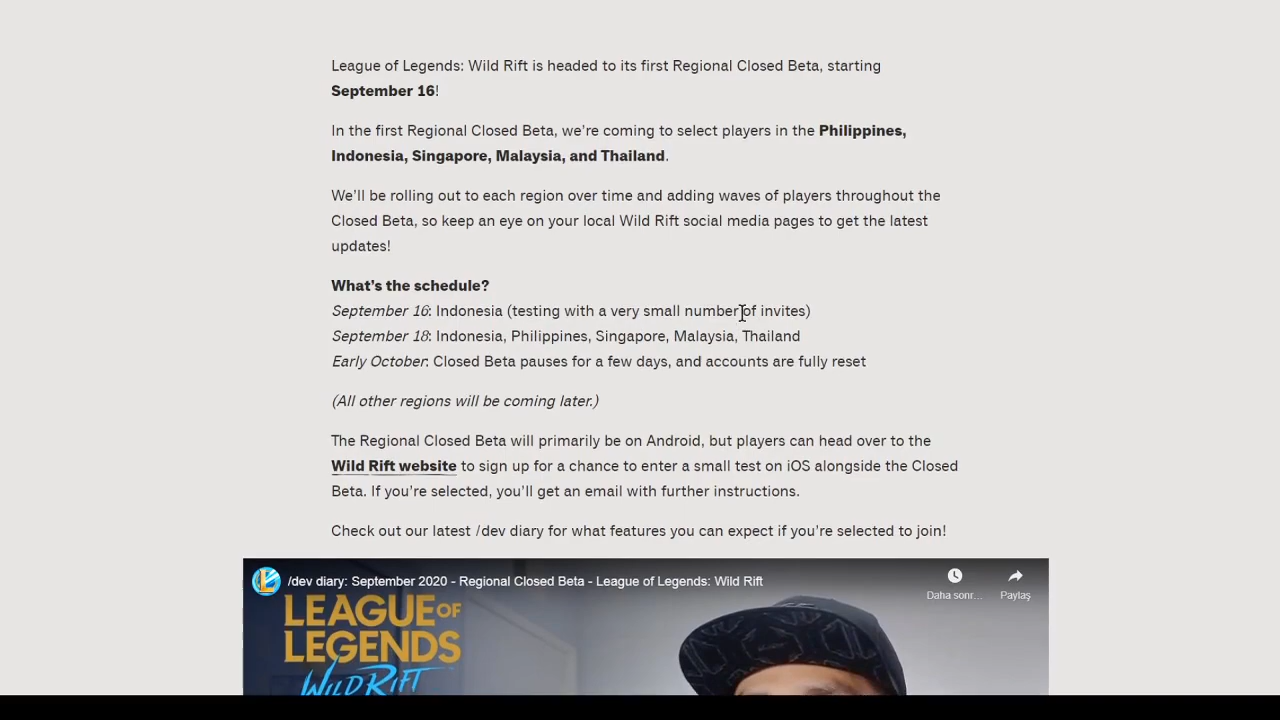 League of Legends: Wild Rift is headed to its first Regional Closed Beta, starting
September 16!
In the first Regional Closed Beta, we're coming to select players in the Philippines,
Indonesia, Singapore, Malaysia, and Thailand.
We'll be rolling out to each region over time and adding waves of players throughout the
Closed Beta, so keep an eye on your local Wild Rift social media pages to get the latest
updates!
What's the schedule?
September 16: Indonesia (testing with a very small number of invites)
September 18: Indonesia, Philippines, Singapore, Malaysia, Thailand
Early October: Closed Beta pauses for a few days, and accounts are fully reset
(All other regions will be coming later.)
The Regional Closed Beta will primarily be on Android, but players can head over to the
Wild Rift website to sign up for a chance to enter a small test on iOS alongside the Closed
Beta. If you're selected, you'll get an email with further instructions.
Check out our latest /dev diary for what features you can expect if you're selected to join!
/dev diary: September 2020 - Regional Closed Beta - League of Legends: Wild Rift
Daha sonr... Paylaş
LEAGUE OF
LEGENDS
WILD RIFT